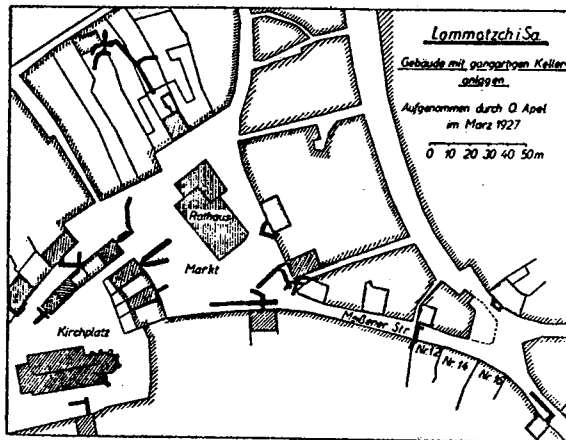 Lommatzsch i Sa.
Gebäude mit gangartigen Keller-
anlagen
Aufgenommen durch O. Apel
im März 1927
0 10 20 30 40 50m
Rathaus
Markt
Kirchplatz
Meißener Str.
Nr. 12
Nr. 14
Nr. 16